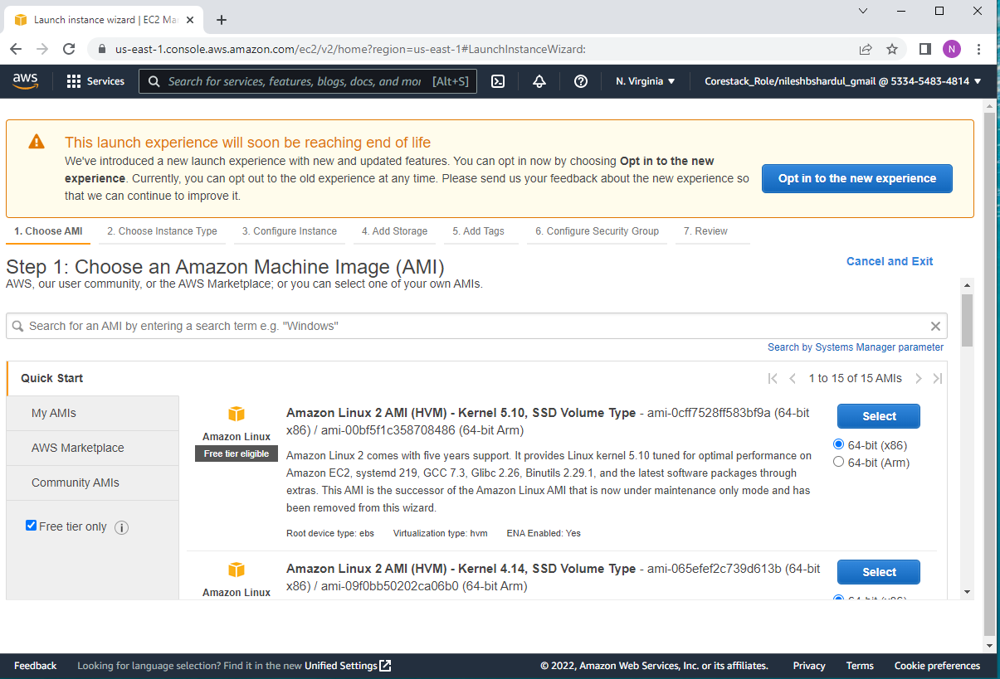 Launch instance wizard | EC2 Ma
us-east-1.console.aws.amazon.com/ec2/v2/home?region=us-east-1#LaunchInstanceWizard:
N
aws
Services
Search for services, features, blogs, docs, and mor [Alt+S]
N. Virginia
Corestack_Role/nileshbshardul_gmail @ 5334-5483-4814
This launch experience will soon be reaching end of life
We've introduced a new launch experience with new and updated features. You can opt in now by choosing Opt in to the new
experience. Currently, you can opt out to the old experience at any time. Please send us your feedback about the new experience so
that we can continue to improve it.
Opt in to the new experience
1. Choose AMI
2. Choose Instance Type
3. Configure Instance
4. Add Storage
5. Add Tags
6. Configure Security Group
7. Review
Step 1: Choose an Amazon Machine Image (AMI)
Cancel and Exit
AWS, our user community, or the AWS Marketplace; or you can select one of your own AMIs.
Search for an AMI by entering a search term e.g. "Windows"
Search by Systems Manager parameter
Quick Start
1 to 15 of 15 AMIs
My AMIs
AWS Marketplace
Community AMIs
Free tier only
Amazon Linux
Free tier eligible
Amazon Linux 2 AMI (HVM) - Kernel 5.10, SSD Volume Type - ami-0cff7528ff583bf9a (64-bit
x86) / ami-00bf5f1c358708486 (64-bit Arm)
Amazon Linux 2 comes with five years support. It provides Linux kernel 5.10 tuned for optimal performance on
Amazon EC2, systemd 219, GCC 7.3, Glibc 2.26, Binutils 2.29.1, and the latest software packages through
extras. This AMI is the successor of the Amazon Linux AMI that is now under maintenance only mode and has
been removed from this wizard.
Root device type: ebs Virtualization type: hvm ENA Enabled: Yes
Select
64-bit (x86)
64-bit (Arm)
Amazon Linux
Amazon Linux 2 AMI (HVM) - Kernel 4.14, SSD Volume Type - ami-065efef2c739d613b (64-bit
x86) / ami-09f0bb50202ca06b0 (64-bit Arm)
Select
64-bit (x86)
Feedback
Looking for language selection? Find it in the new Unified Settings
© 2022, Amazon Web Services, Inc. or its affiliates.
Privacy
Terms
Cookie preferences